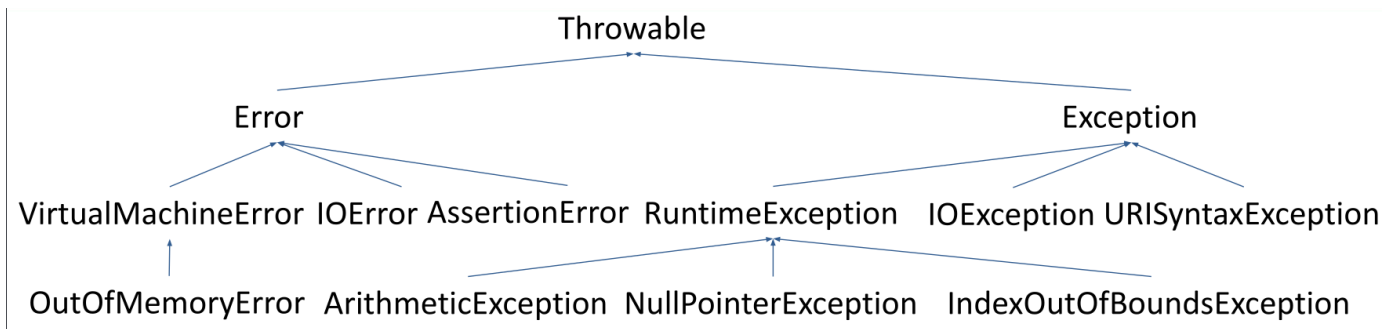 Throwable
Error Exception
VirtualMachineError IOError AssertionError RuntimeException IOException URISyntaxException
OutOfMemoryError ArithmeticException NullPointerException IndexOutOfBoundsException